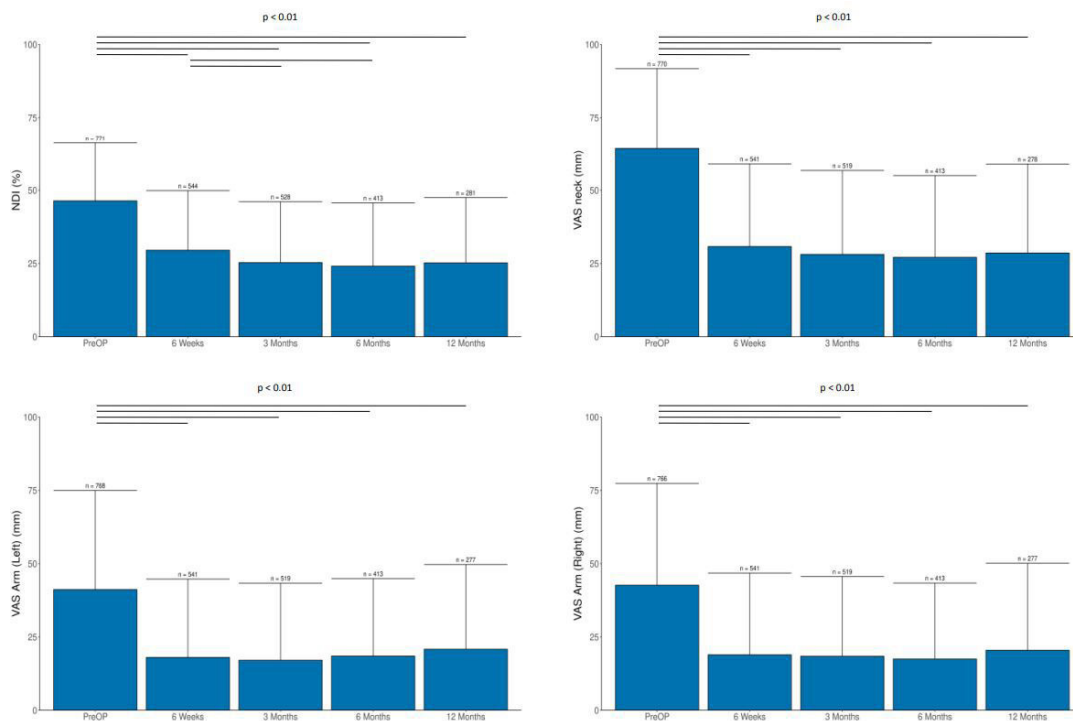 p < 0.01
100
75
50
25
0
NDI (%)
n = 771
n = 544
n = 528
n = 413
n = 281
PreOP
6 Weeks
3 Months
6 Months
12 Months
p < 0.01
100
75
50
25
0
VAS neck (mm)
n = 770
n = 541
n = 519
n = 413
n = 278
PreOP
6 Weeks
3 Months
6 Months
12 Months
p < 0.01
100
75
50
25
0
VAS Arm (Left) (mm)
n = 768
n = 541
n = 519
n = 413
n = 277
PreOP
6 Weeks
3 Months
6 Months
12 Months
p < 0.01
100
75
50
25
0
VAS Arm (Right) (mm)
n = 766
n = 541
n = 519
n = 413
n = 277
PreOP
6 Weeks
3 Months
6 Months
12 Months